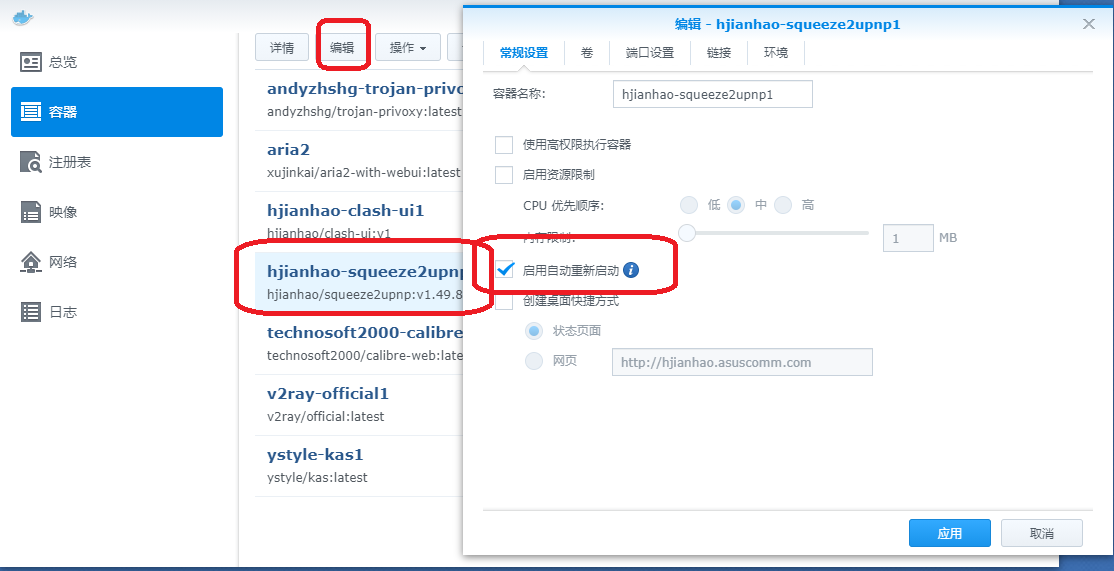 总览
容器
注册表
映像
网络
日志
详情
编辑
操作
andyzhshg-trojan-privo
andyzhshg/trojan-privoxy:latest
aria2
xujinkai/aria2-with-webui:latest
hjianhao-clash-ui1
hjianhao/clash-ui:v1
hjianhao-squeeze2upnp
hjianhao/squeeze2upnp:v1.49.8
technosoft2000-calibre
technosoft2000/calibre-web:late
v2ray-official1
v2ray/official:latest
ystyle-kas1
ystyle/kas:latest
编辑 - hjianhao-squeeze2upnp1
常规设置
卷
端口设置
链接
环境
容器名称:
hjianhao-squeeze2upnp1
使用高权限执行容器
启用资源限制
CPU 优先顺序:
低
中
高
内存限制:
1
MB
启用自动重新启动
创建桌面快捷方式
状态页面
网页
http://hjianhao.asuscomm.com
应用
取消